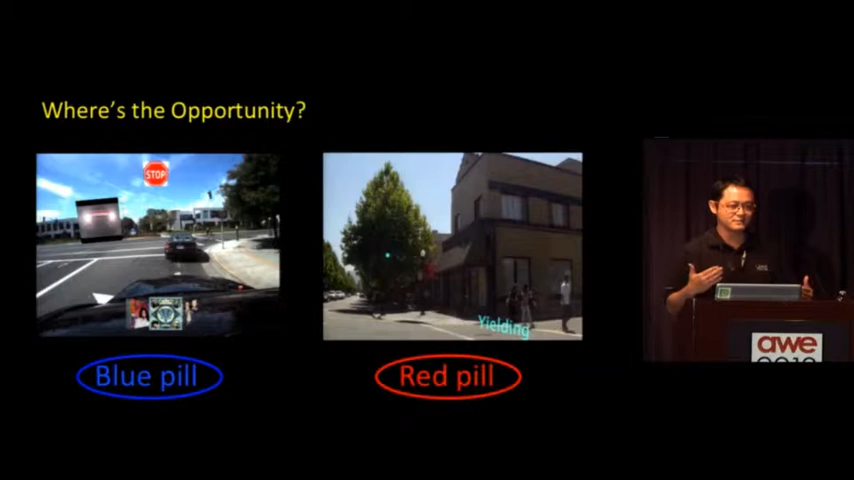 Where's the Opportunity?
STOP
Yielding
Blue pill
Red pill
awe